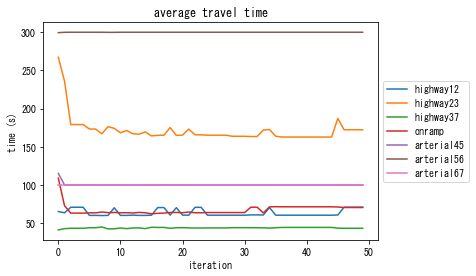 average travel time
300
250
200
150
100
50
time (s)
0
10
20
30
40
50
iteration
highway12
highway23
highway37
onramp
arterial45
arterial56
arterial67